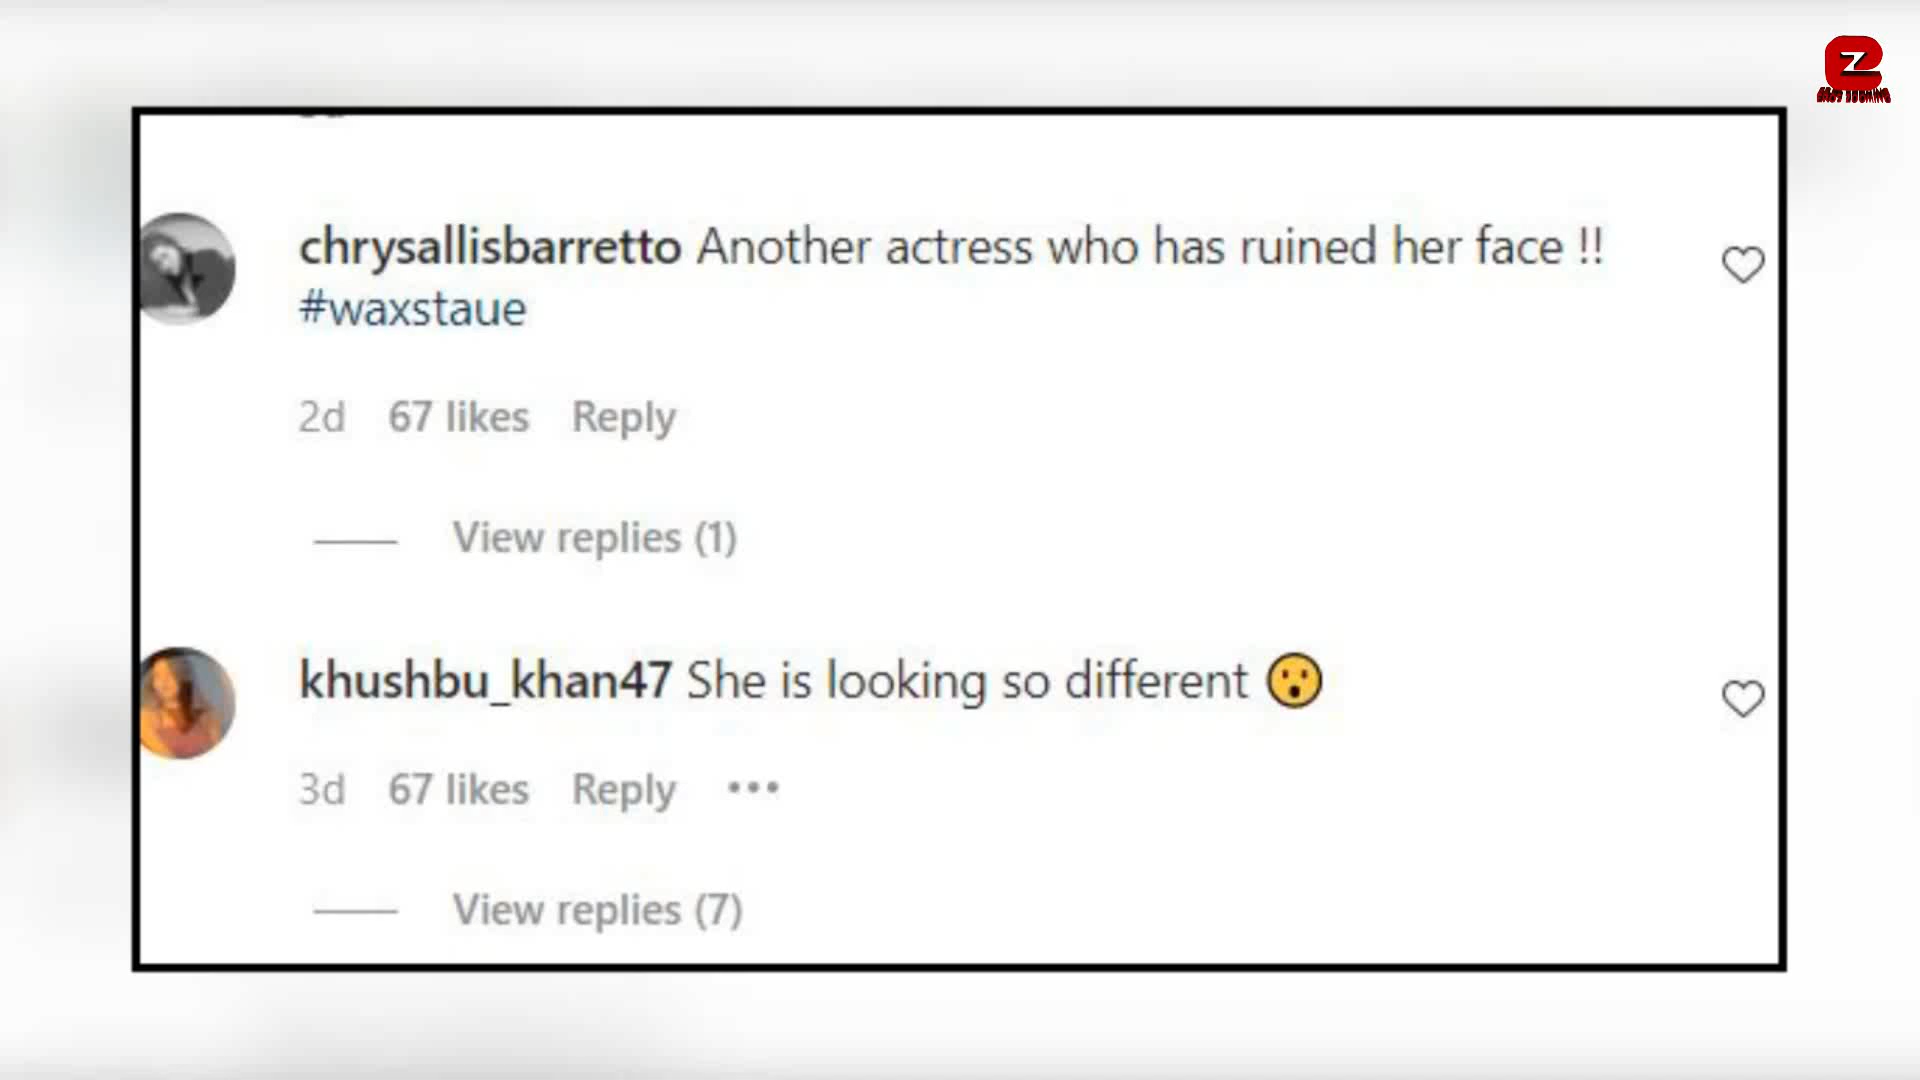 Z
chrysallisbarretto Another actress who has ruined her face !!
#waxstaue
2d 67 likes Reply
View replies (1)
khushbu_khan47 She is looking so different 😮
3d 67 likes Reply •••
View replies (7)